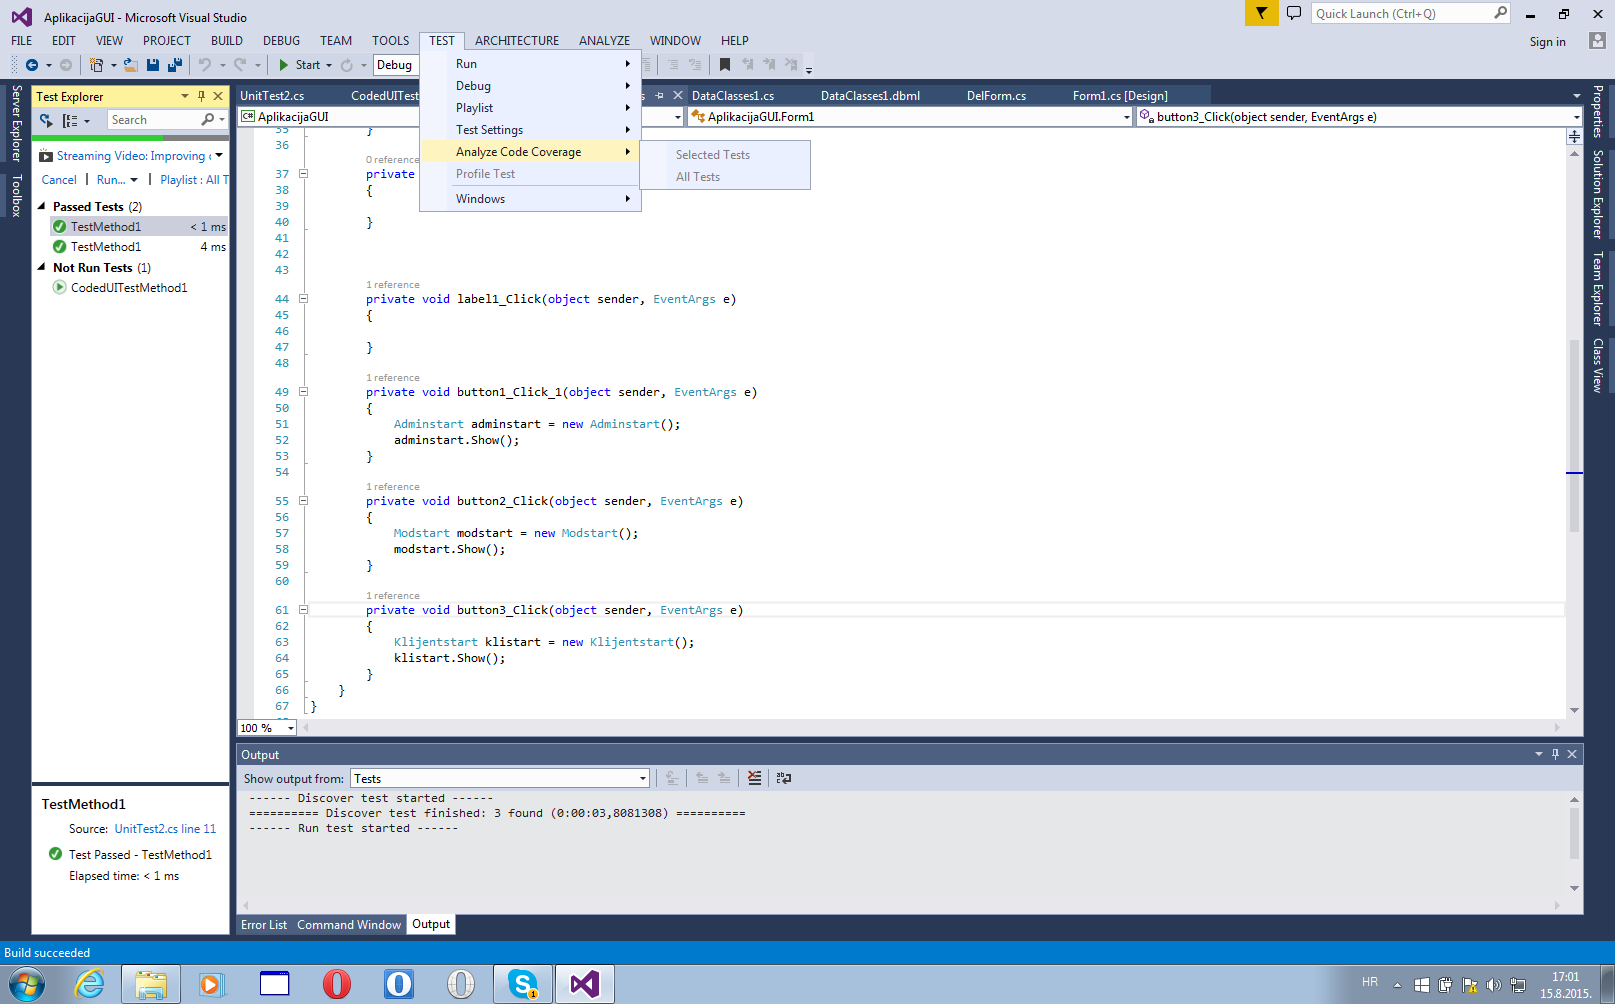 AplikacijaGUI - Microsoft Visual Studio
Quick Launch (Ctrl+Q)
FILE EDIT VIEW PROJECT BUILD DEBUG TEAM TOOLS TEST ARCHITECTURE ANALYZE WINDOW HELP
Sign in
Start
Debug
Run
Debug
Playlist
Test Settings
Analyze Code Coverage
Profile Test
Windows
Selected Tests
All Tests
Server Explorer
Toolbox
Test Explorer
Search
Streaming Video: Improving
Cancel | Run... | Playlist : All T
Passed Tests (2)
TestMethod1 < 1 ms
TestMethod1 4 ms
Not Run Tests (1)
CodedUITestMethod1
TestMethod1
Source: UnitTest2.cs line 11
Test Passed - TestMethod1
Elapsed time: < 1 ms
UnitTest2.cs CodedUITest DataClasses1.cs DataClasses1.dbml DelForm.cs Form1.cs [Design]
C# AplikacijaGUI AplikacijaGUI.Form1 button3_Click(object sender, EventArgs e)
35 }
36
0 reference
37 private
38 {
39
40 }
41
42
43
1 reference
44 private void label1_Click(object sender, EventArgs e)
45 {
46
47 }
48
1 reference
49 private void button1_Click_1(object sender, EventArgs e)
50 {
51 Adminstart adminstart = new Adminstart();
52 adminstart.Show();
53 }
54
1 reference
55 private void button2_Click(object sender, EventArgs e)
56 {
57 Modstart modstart = new Modstart();
58 modstart.Show();
59 }
60
1 reference
61 private void button3_Click(object sender, EventArgs e)
62 {
63 Klijentstart klistart = new Klijentstart();
64 klistart.Show();
65 }
66 }
67 }
100 %
Properties
Solution Explorer
Team Explorer
Class View
Output
Show output from: Tests
------ Discover test started ------
========== Discover test finished: 3 found (0:00:03,8081308) ==========
------ Run test started ------
Error List Command Window Output
Build succeeded
HR
17:01
15.8.2015.